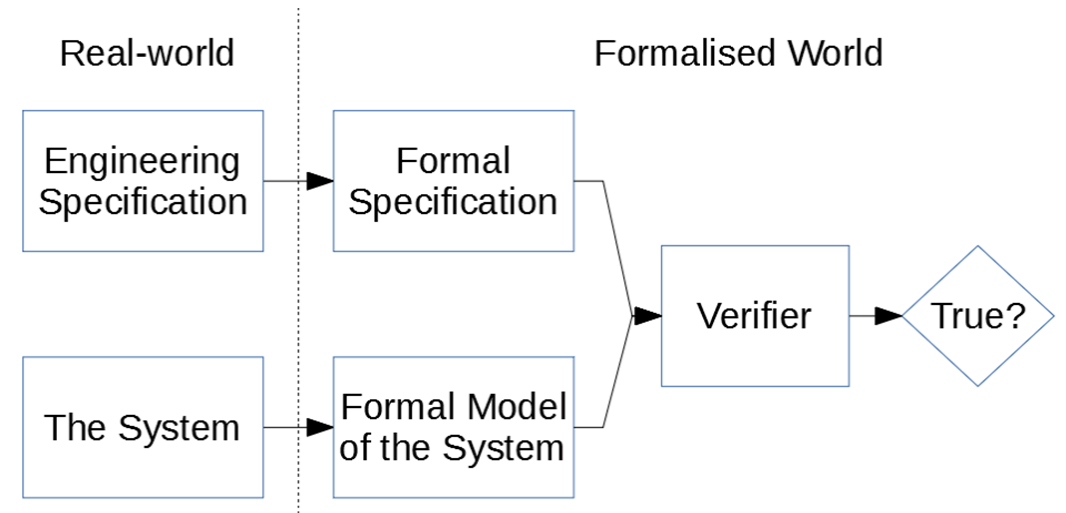 Real-world
Formalised World
Engineering
Specification
Formal
Specification
Verifier
True?
The System
Formal Model
of the System